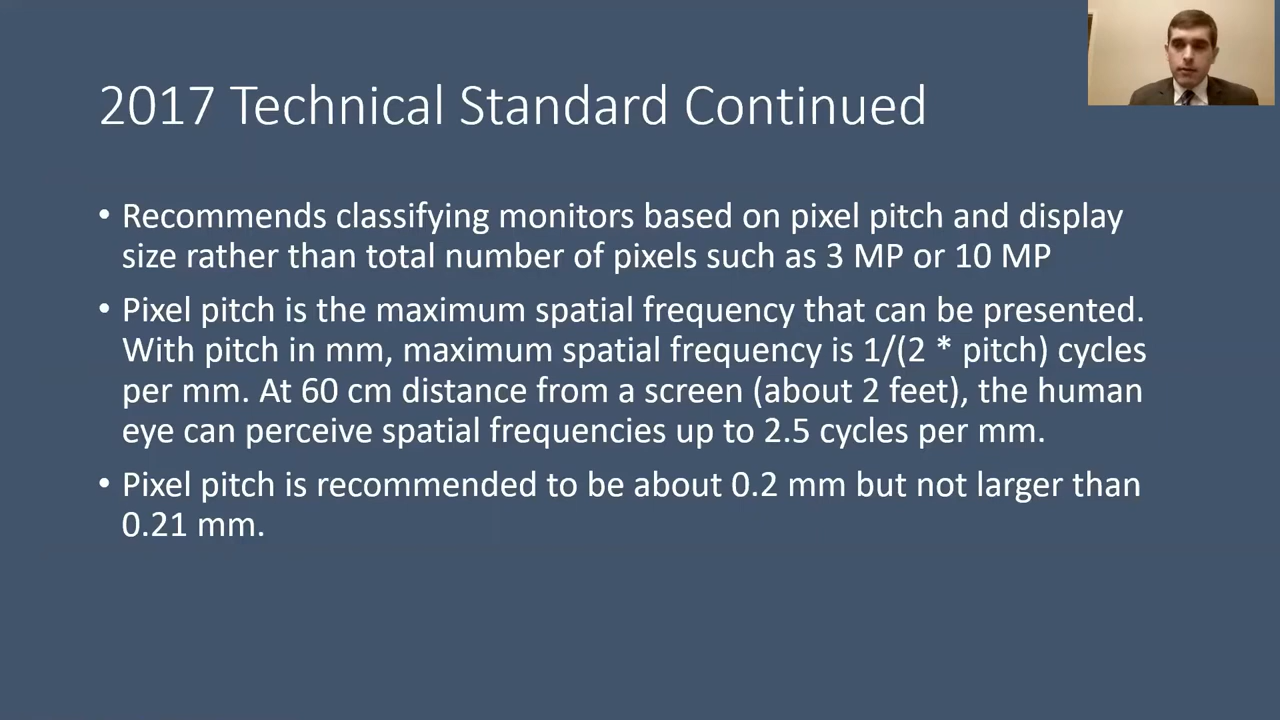 2017 Technical Standard Continued
• Recommends classifying monitors based on pixel pitch and display
size rather than total number of pixels such as 3 MP or 10 MP
• Pixel pitch is the maximum spatial frequency that can be presented.
With pitch in mm, maximum spatial frequency is 1/(2 * pitch) cycles
per mm. At 60 cm distance from a screen (about 2 feet), the human
eye can perceive spatial frequencies up to 2.5 cycles per mm.
• Pixel pitch is recommended to be about 0.2 mm but not larger than
0.21 mm.